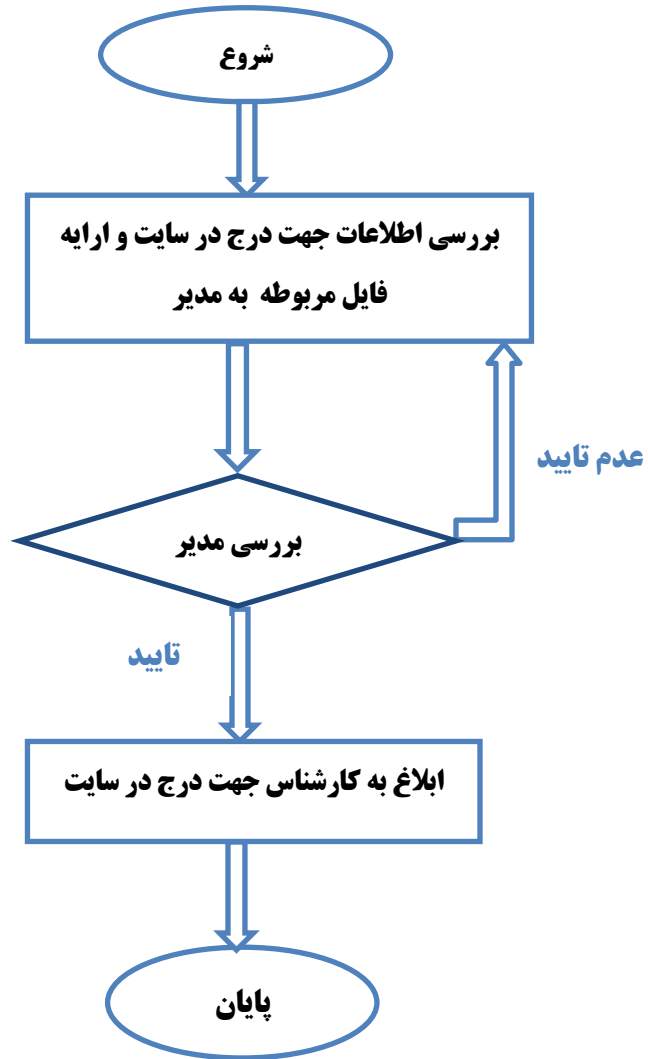 شروع
بررسی اطلاعات جهت درج در سایت و ارایه
فایل مربوطه به مدیر
عدم تایید
بررسی مدیر
تایید
ابلاغ به کارشناس جهت درج در سایت
پایان